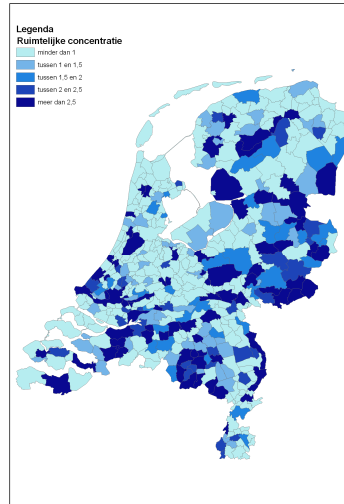 Legenda
Ruimtelijke concentratie
minder dan 1
tussen 1 en 1,5
tussen 1,5 en 2
tussen 2 en 2,5
meer dan 2,5